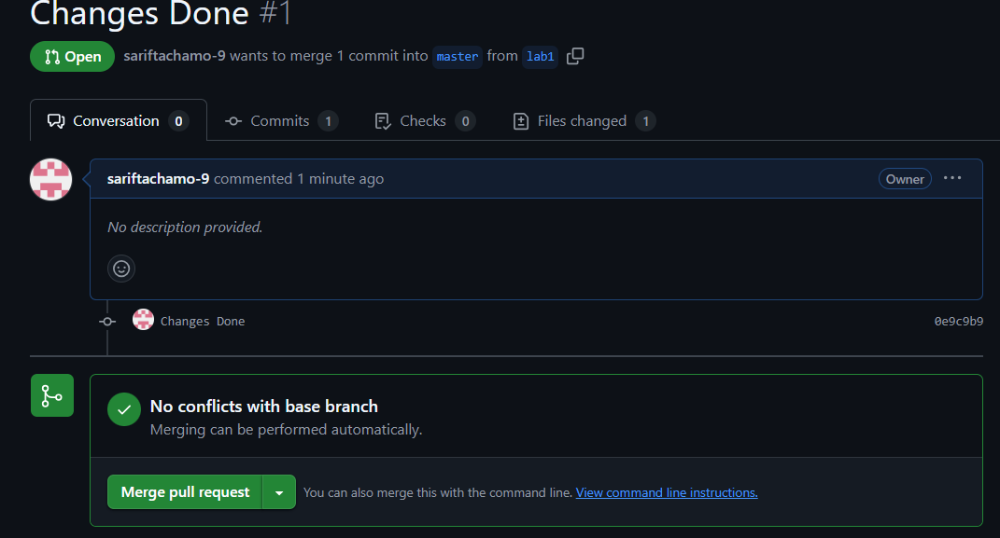 Changes Done #1
Open sariftachamo-9 wants to merge 1 commit into master from lab1
Conversation 0 Commits 1 Checks 0 Files changed 1
sariftachamo-9 commented 1 minute ago Owner ...
No description provided.
Changes Done 0e9c9b9
No conflicts with base branch
Merging can be performed automatically.
Merge pull request You can also merge this with the command line. View command line instructions.